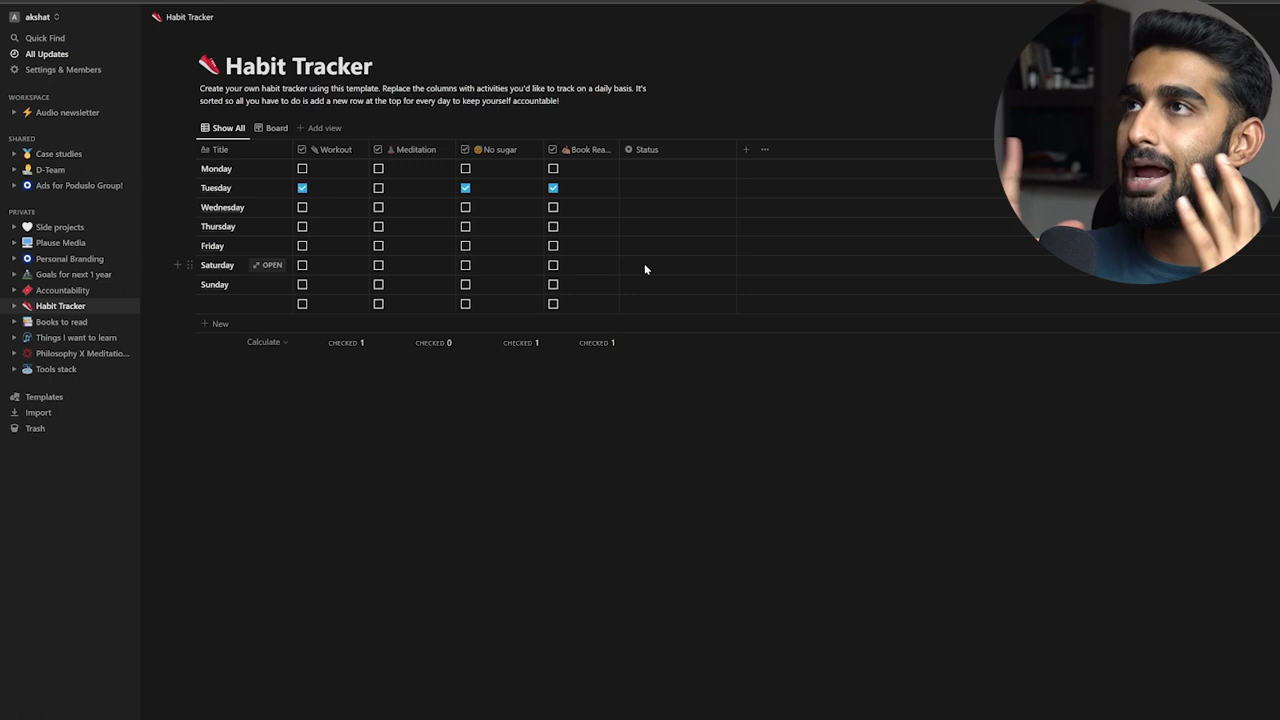 A akshat
Quick Find
All Updates
Settings & Members
WORKSPACE
Audio newsletter
SHARED
Case studies
D-Team
Ads for Poduslo Group!
PRIVATE
Side projects
Plause Media
Personal Branding
Goals for next 1 year
Accountability
Habit Tracker
Books to read
Things I want to learn
Philosophy X Meditatio...
Tools stack
Templates
Import
Trash
Habit Tracker
Habit Tracker
Create your own habit tracker using this template. Replace the columns with activities you'd like to track on a daily basis. It's
sorted so all you have to do is add a new row at the top for every day to keep yourself accountable!
Show All Board + Add view
Aa Title Workout Meditation No sugar Book Rea... Status + ...
Monday
Tuesday
Wednesday
Thursday
Friday
Saturday OPEN
Sunday
+ New
Calculate CHECKED 1 CHECKED 0 CHECKED 1 CHECKED 1